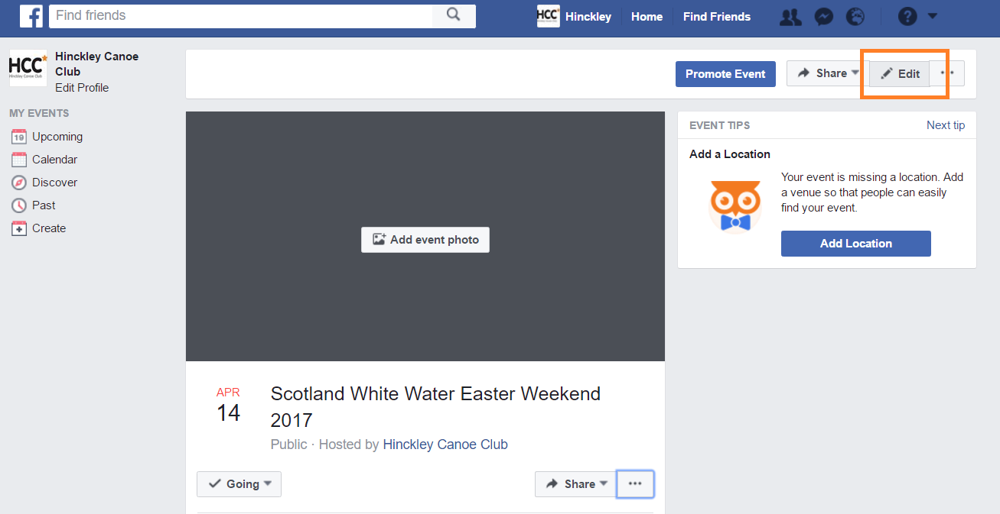 Find friends
HCC Hinckley Home Find Friends
HCC
Hinckley Canoe Club
Hinckley Canoe
Club
Edit Profile
MY EVENTS
19 Upcoming
Calendar
Discover
Past
Create
Promote Event Share Edit
Add event photo
APR
14
Scotland White Water Easter Weekend
2017
Public · Hosted by Hinckley Canoe Club
Going Share
EVENT TIPS Next tip
Add a Location
Your event is missing a location. Add
a venue so that people can easily
find your event.
Add Location